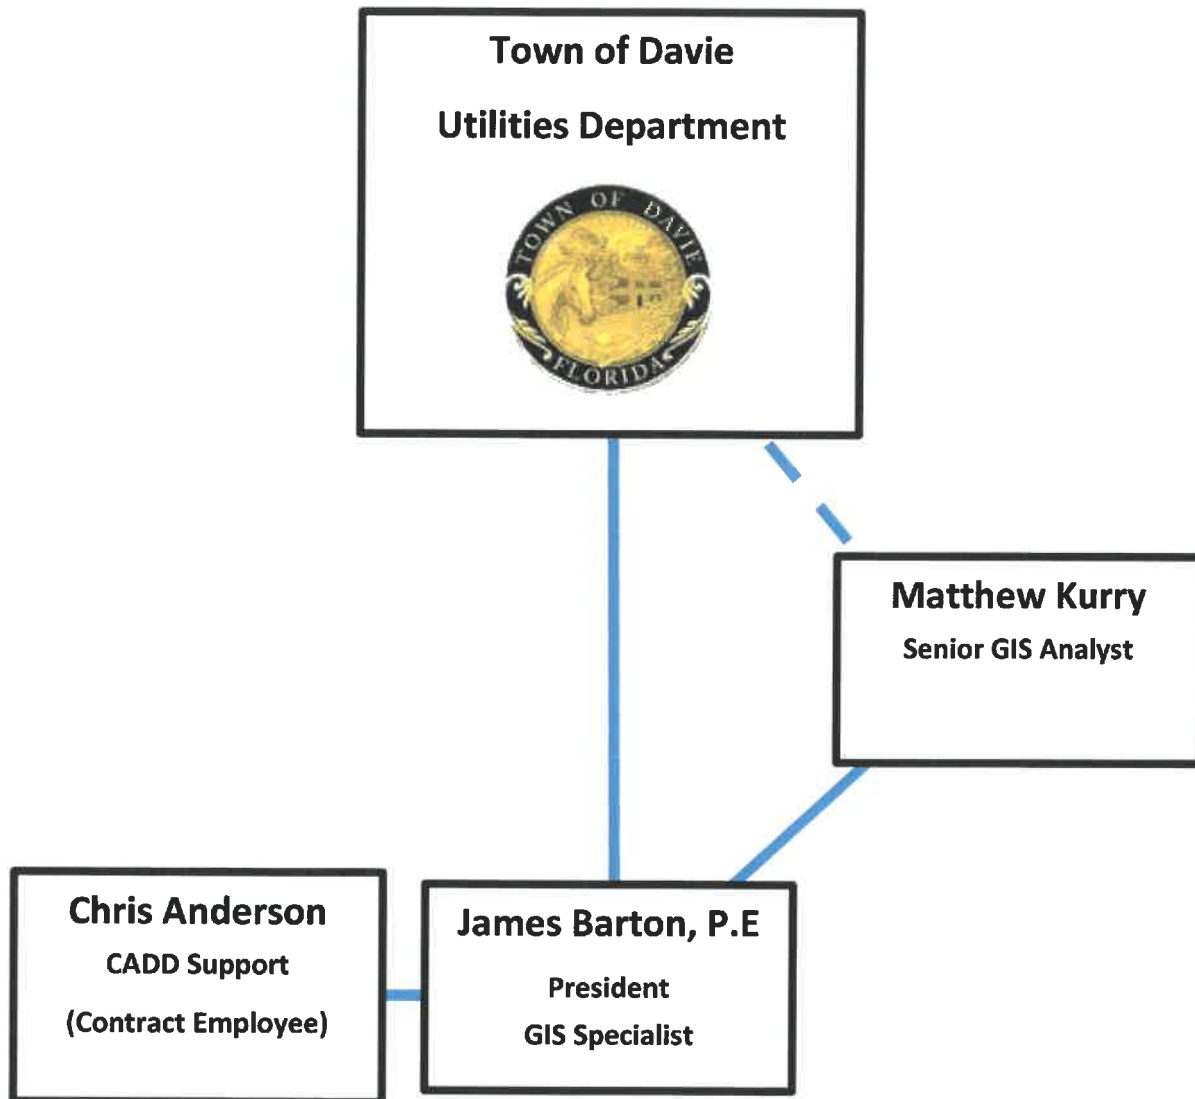 Town of Davie
Utilities Department
TOWN OF DAVIE
FLORIDA
Matthew Kurry
Senior GIS Analyst
Chris Anderson
CADD Support
(Contract Employee)
James Barton, P.E
President
GIS Specialist